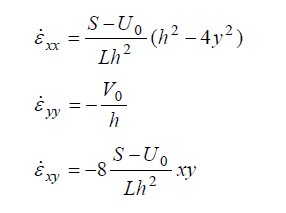 ε̇_xx = (S – U_0)/(Lh^2) (h^2 – 4y^2)
ε̇_yy = – V_0/h
ε̇_xy = –8 (S – U_0)/(Lh^2) xy